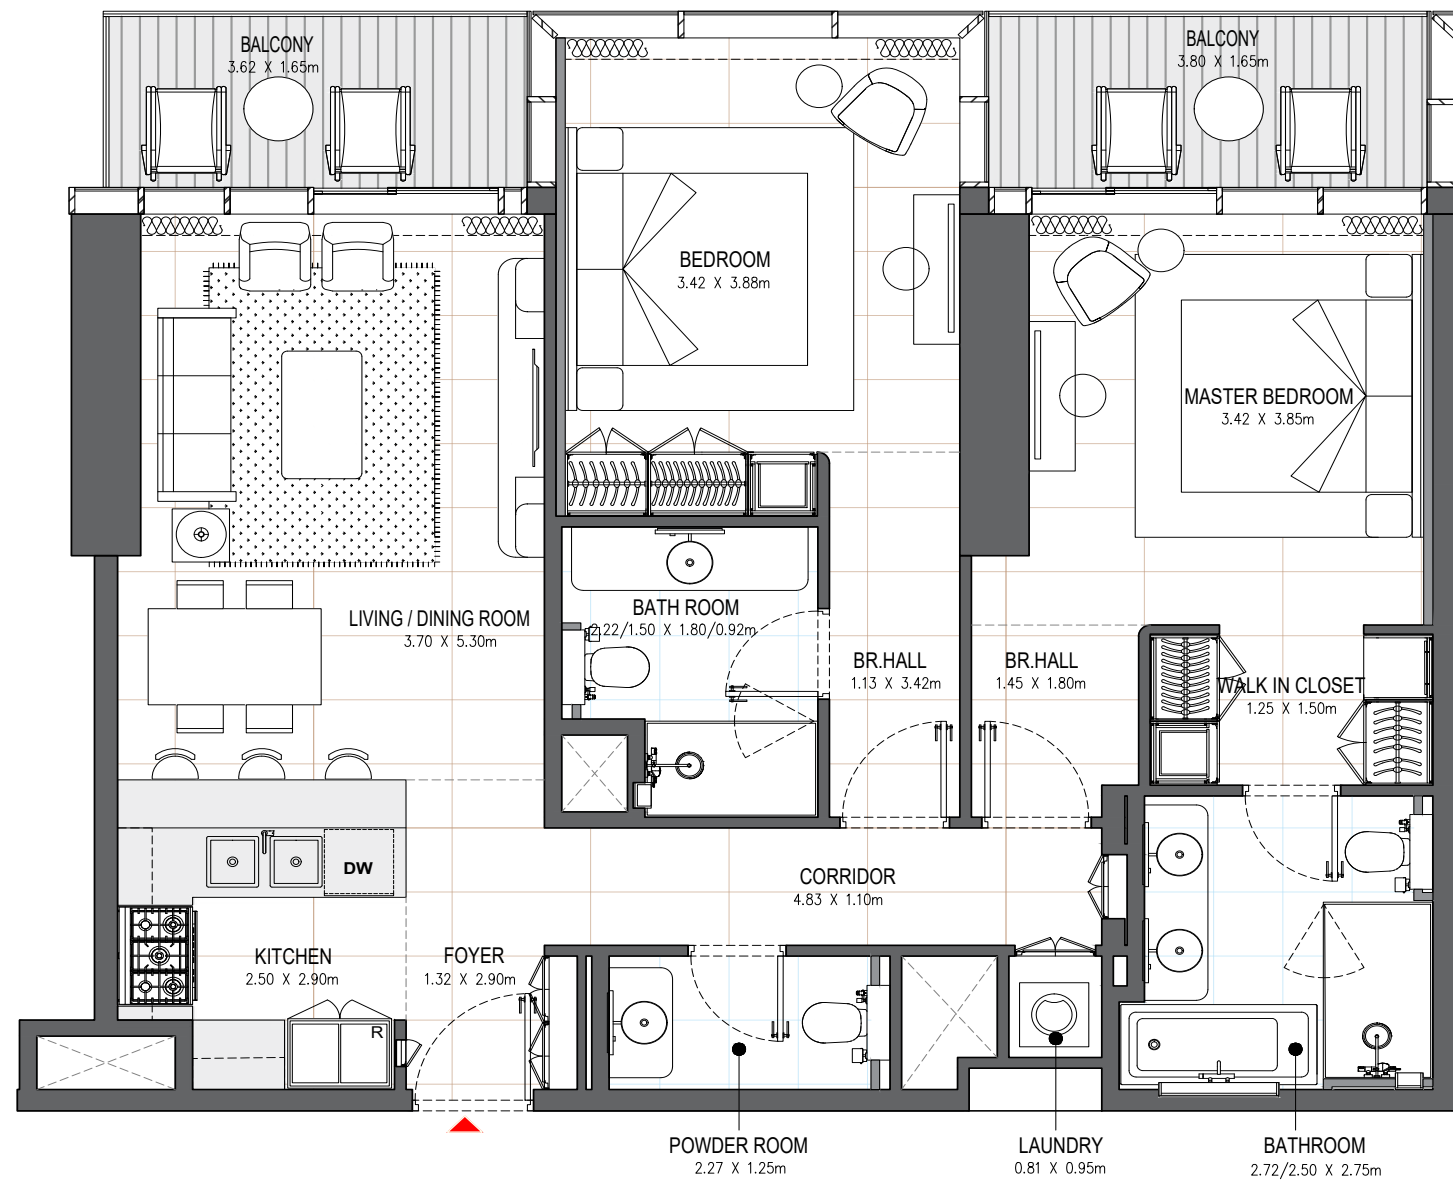 BALCONY
3.62 X 1.65m
BALCONY
3.80 X 1.65m
BEDROOM
3.42 X 3.88m
MASTER BEDROOM
3.42 X 3.85m
LIVING / DINING ROOM
3.70 X 5.30m
BATH ROOM
2.22/1.50 X 1.80/0.92m
BR.HALL
1.13 X 3.42m
BR.HALL
1.45 X 1.80m
WALK IN CLOSET
1.25 X 1.50m
DW
CORRIDOR
4.83 X 1.10m
KITCHEN
2.50 X 2.90m
FOYER
1.32 X 2.90m
R
POWDER ROOM
2.27 X 1.25m
LAUNDRY
0.81 X 0.95m
BATHROOM
2.72/2.50 X 2.75m